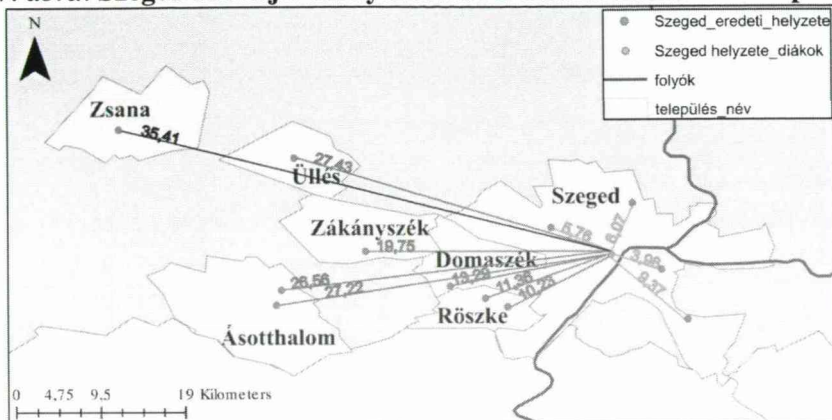 N
Szeged_eredeti_helyzete
Szeged helyzete_diákok
folyók
település_név
Zsana
35,41
27,43
Üllés
Szeged
5,76
6,07
Zákányszék
19,75
Domaszék
3,96
9,37
26,56
27,22
13,29
11,36
10,23
Röszke
Ásotthalom
0 4,75 9,5 19 Kilometers